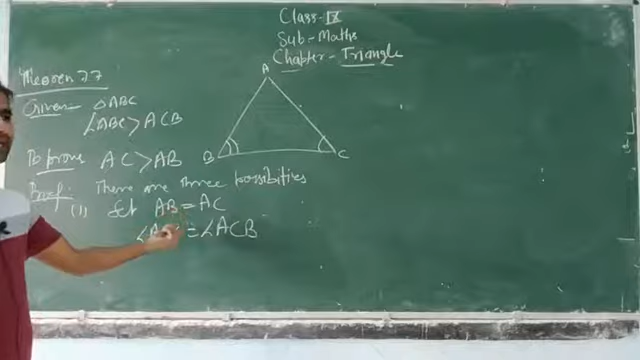 Class-IX
Sub-Maths
Chapter-Triangle
Theorem 7.7
Given- △ABC
∠ABC > ACB
A
B
C
To prove AC > AB
Proof:- There are three possibities
(1) Let AB = AC
= ∠ACB